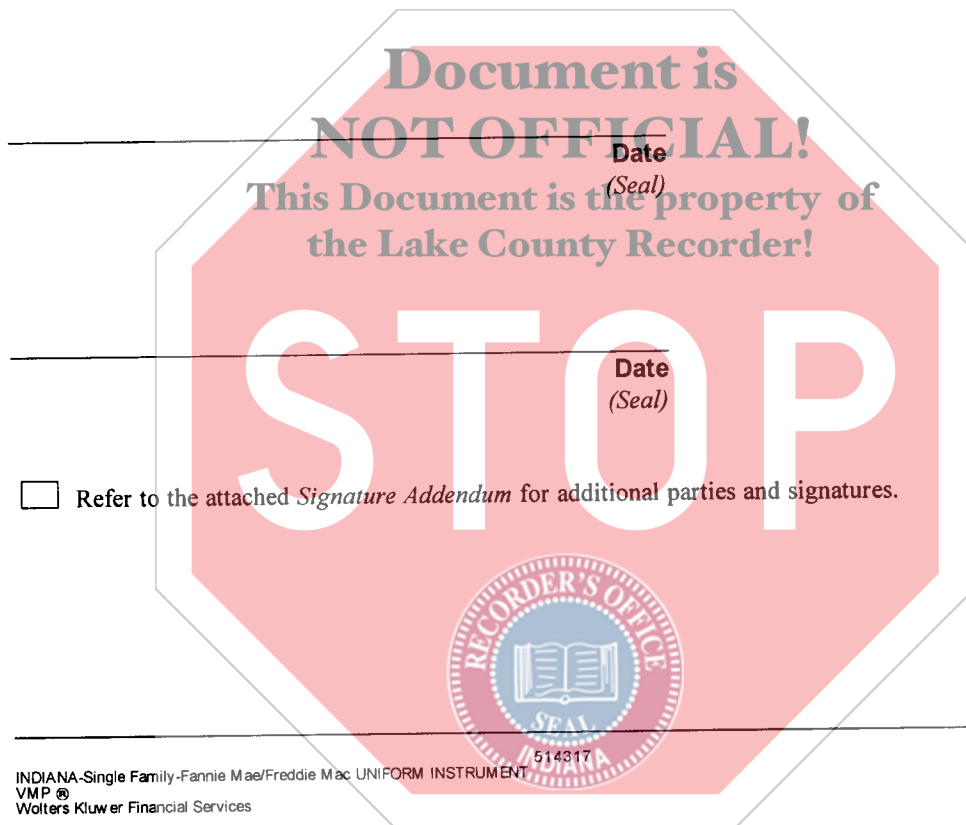 Document is
NOT OFFICIAL!
Date
(Seal)
This Document is the property of
the Lake County Recorder!
STOP
Date
(Seal)
Refer to the attached Signature Addendum for additional parties and signatures.
RECORDER'S OFFICE
SEAL
INDIANA
514317
INDIANA-Single Family-Fannie Mae/Freddie Mac UNIFORM INSTRUMENT
VMP ®
Wolters Kluwer Financial Services